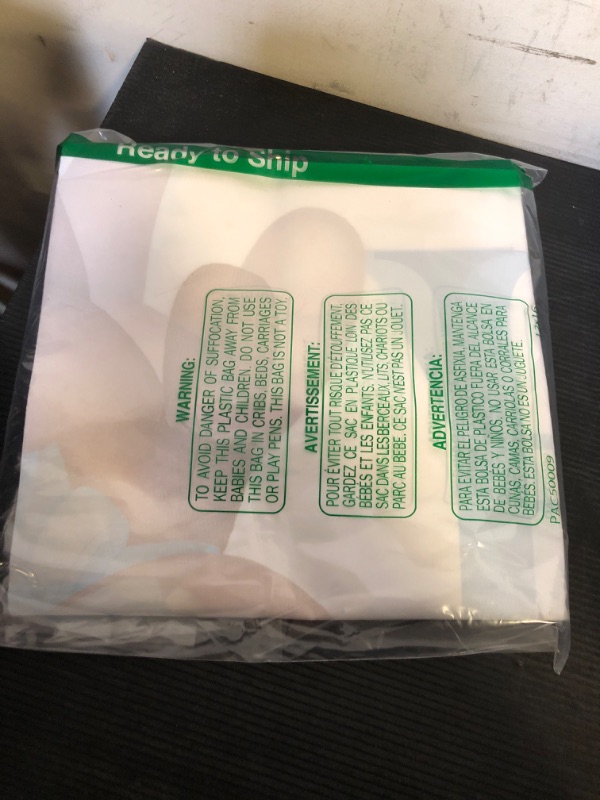 Ready to Ship
WARNING:
TO AVOID DANGER OF SUFFOCATION,
KEEP THIS PLASTIC BAG AWAY FROM
BABIES AND CHILDREN. DO NOT USE
THIS BAG IN CRIBS, BEDS, CARRIAGES
OR PLAY PENS. THIS BAG IS NOT A TOY.
AVERTISSEMENT:
POUR ÉVITER TOUT RISQUE D'ÉTOUFFEMENT,
GARDEZ CE SAC EN PLASTIQUE LOIN DES
BÉBÉS ET LES ENFANTS. N'UTILISEZ PAS CE
SAC DANS LES BERCEAUX, LITS, CHARIOTS OU
PARC AU BEBE. CE SAC N'EST PAS UN JOUET.
ADVERTENCIA:
PARA EVITAR EL PELIGRO DE ASFIXIA, MANTENGA
ESTA BOLSA DE PLÁSTICO FUERA DEL ALCANCE
DE BEBES Y NIÑOS. NO USAR ESTA BOLSA EN
CUNAS, CAMAS, CARRUCLAS O CORRALES PARA
BEBES. ESTA BOLSA NO ES UN JUGUETE.
PAC50009